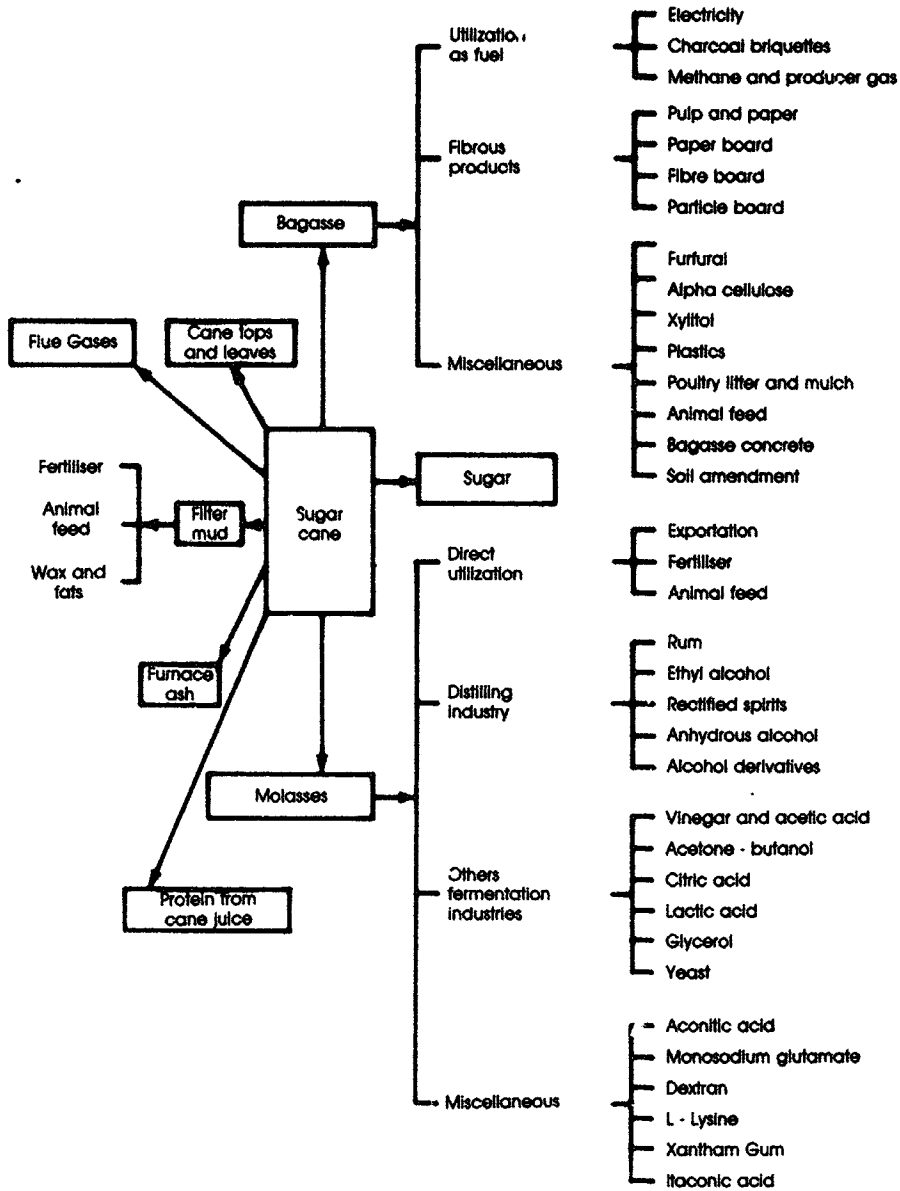 Utilization
as fuel
Electricity
Charcoal briquettes
Methane and producer gas
Fibrous
products
Pulp and paper
Paper board
Fibre board
Particle board
Bagasse
Furfural
Alpha cellulose
Xylitol
Plastics
Miscellaneous
Poultry litter and mulch
Animal feed
Bagasse concrete
Soil amendment
Flue Gases
Cane tops
and leaves
Fertiliser
Animal
feed
Wax and
fats
Filter
mud
Sugar
cane
Sugar
Direct
utilization
Exportation
Fertiliser
Animal feed
Furnace
ash
Distilling
industry
Rum
Ethyl alcohol
Rectified spirits
Anhydrous alcohol
Alcohol derivatives
Molasses
Protein from
cane juice
Others
fermentation
industries
Vinegar and acetic acid
Acetone - butanol
Citric acid
Lactic acid
Glycerol
Yeast
Miscellaneous
Aconitic acid
Monosodium glutamate
Dextran
L - Lysine
Xantham Gum
Itaconic acid